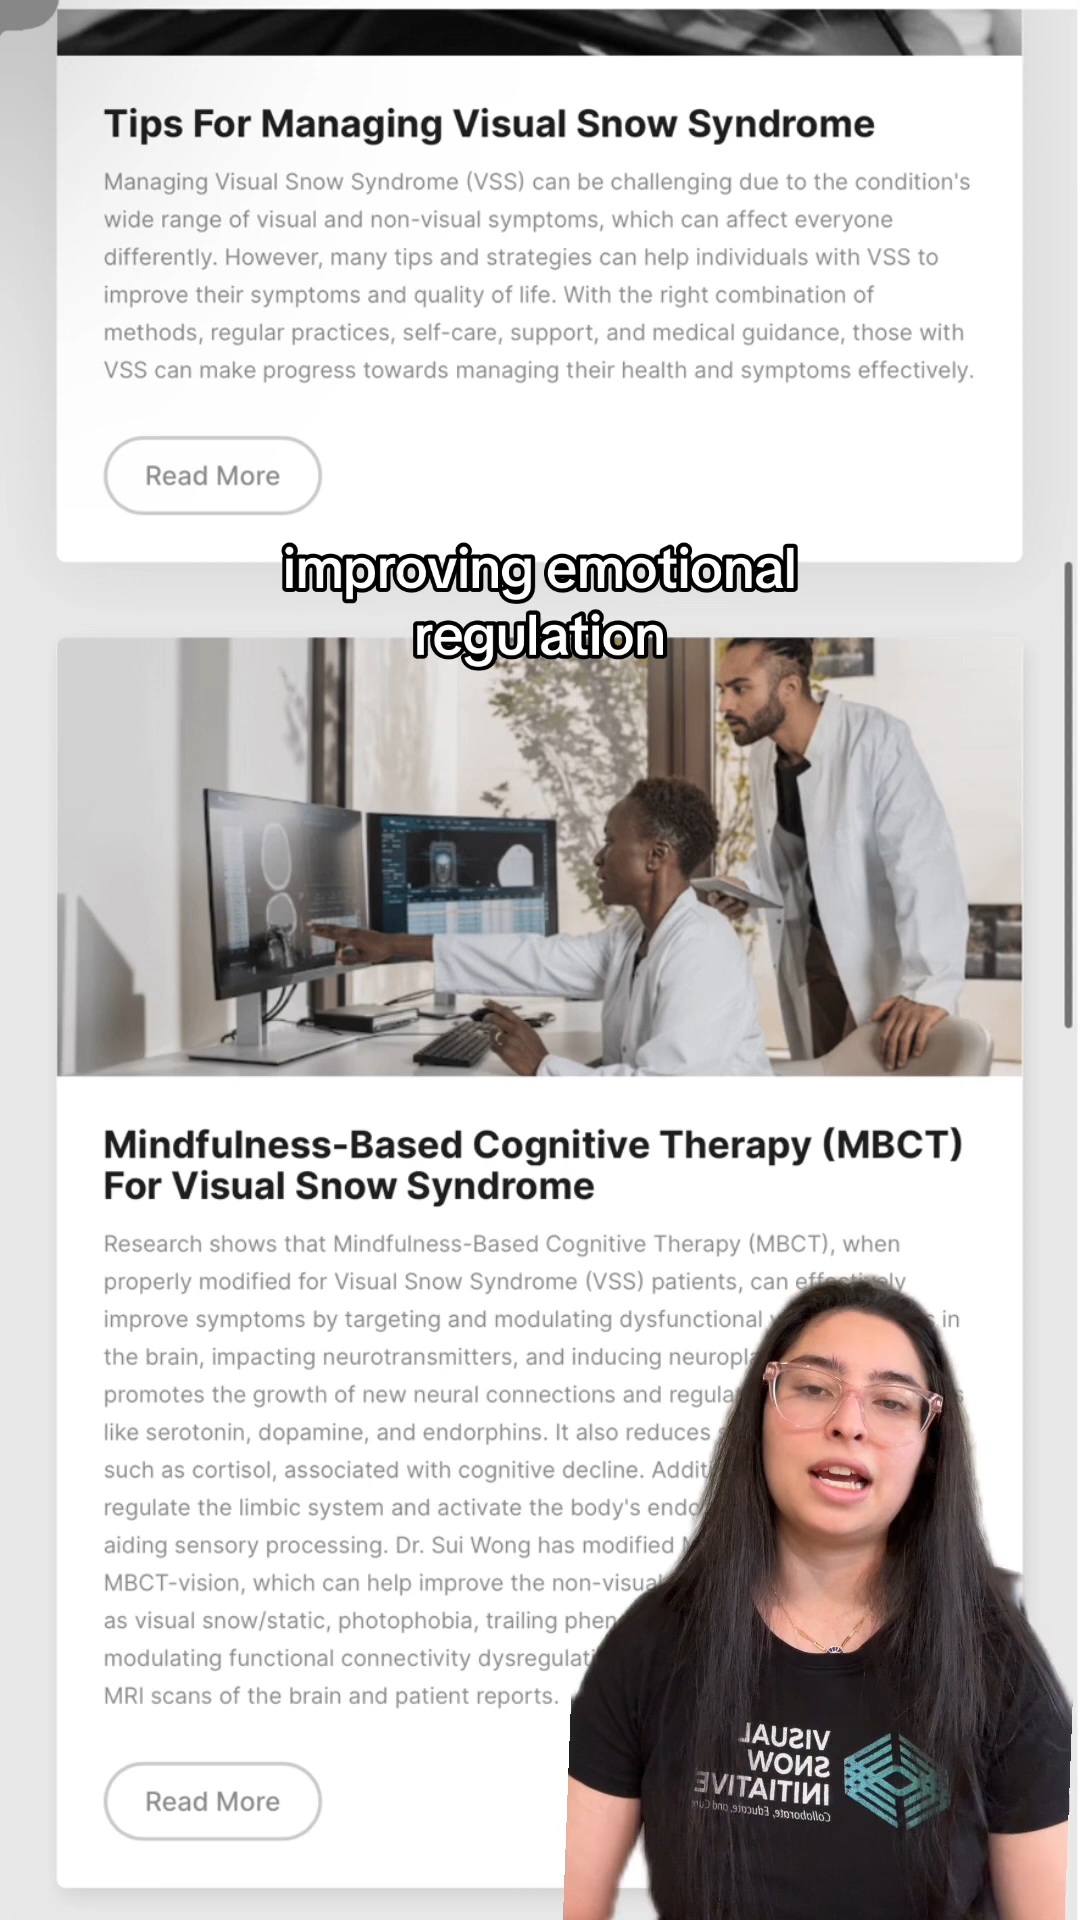 Tips For Managing Visual Snow Syndrome
Managing Visual Snow Syndrome (VSS) can be challenging due to the condition's
wide range of visual and non-visual symptoms, which can affect everyone
differently. However, many tips and strategies can help individuals with VSS to
improve their symptoms and quality of life. With the right combination of
methods, regular practices, self-care, support, and medical guidance, those with
VSS can make progress towards managing their health and symptoms effectively.
Read More
improving emotional
regulation
Mindfulness-Based Cognitive Therapy (MBCT)
For Visual Snow Syndrome
Research shows that Mindfulness-Based Cognitive Therapy (MBCT), when
properly modified for Visual Snow Syndrome (VSS) patients, can effectively
improve symptoms by targeting and modulating dysfunctional in
the brain, impacting neurotransmitters, and inducing
promotes the growth of new neural connections and
like serotonin, dopamine, and endorphins. It also reduces
such as cortisol, associated with cognitive decline.
regulate the limbic system and activate the body's
aiding sensory processing. Dr. Sui Wong has modified
MBCT-vision, which can help improve the
as visual snow/static, photophobia, trailing
modulating functional connectivity
MRI scans of the brain and patient reports.
Read More
VISUAL
SNOW
INITIATIVE
Collaborate, Educate, and Cure